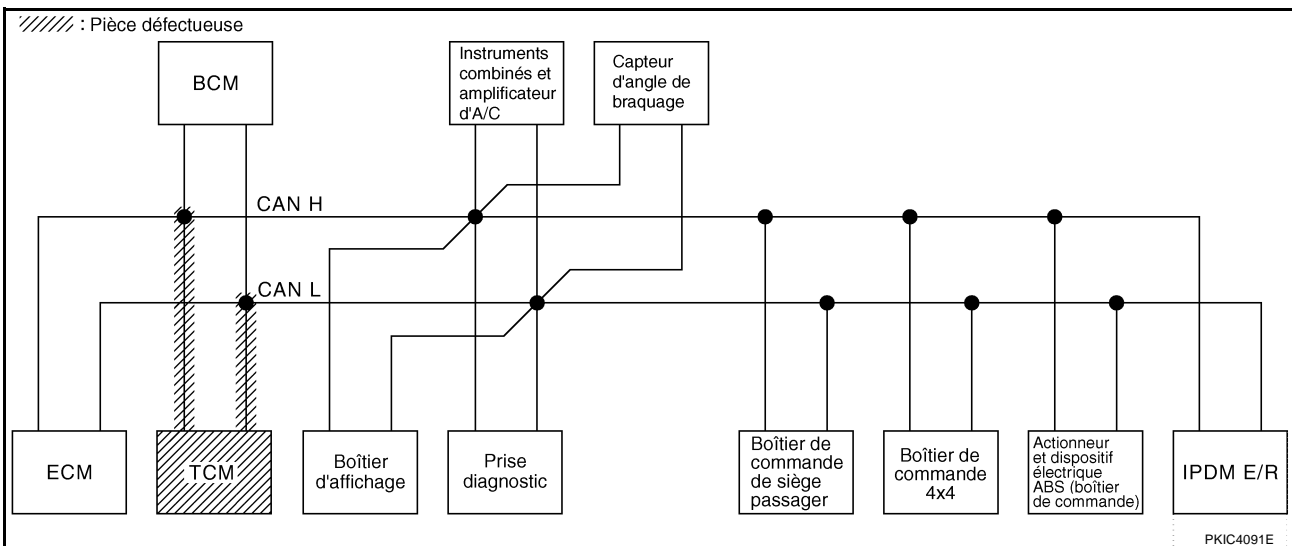 : Pièce défectueuse
BCM
Instruments
combinés et
amplificateur
d'A/C
Capteur
d'angle de
braquage
CAN H
CAN L
ECM
TCM
Boîtier
d'affichage
Prise
diagnostic
Boîtier de
commande
de siège
passager
Boîtier de
commande
4x4
Actionneur
et dispositif
électrique
ABS (boîtier
de commande)
IPDM E/R
PKIC4091E